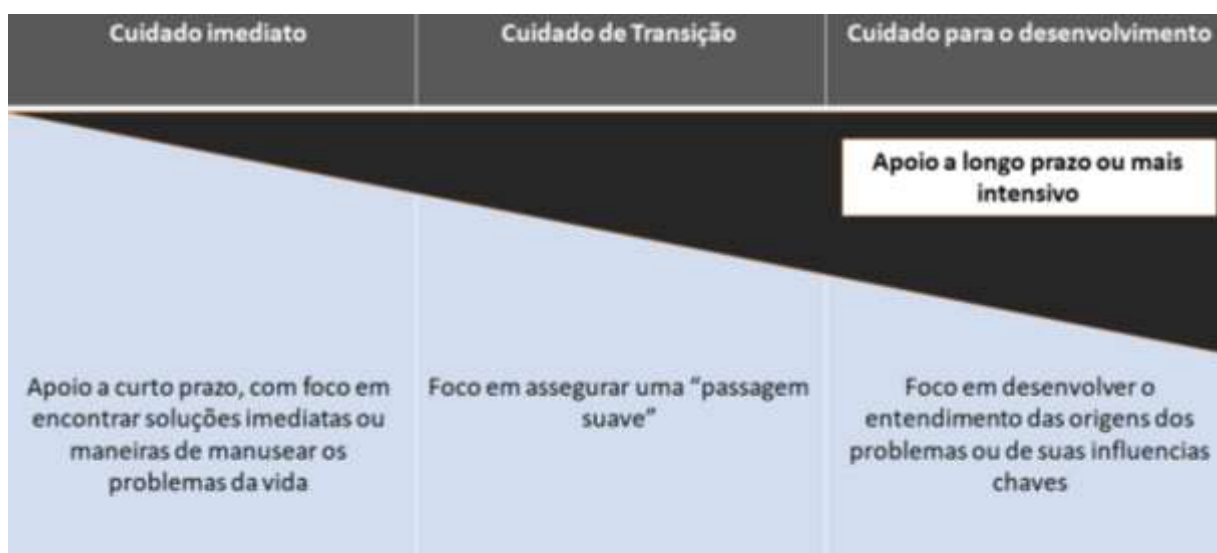 Cuidado imediato
Cuidado de Transição
Cuidado para o desenvolvimento
Apoio a longo prazo ou mais
intensivo
Apoio a curto prazo, com foco em
encontrar soluções imediatas ou
maneiras de manusear os
problemas da vida
Foco em assegurar uma “passagem
suave”
Foco em desenvolver o
entendimento das origens dos
problemas ou de suas influencias
chaves